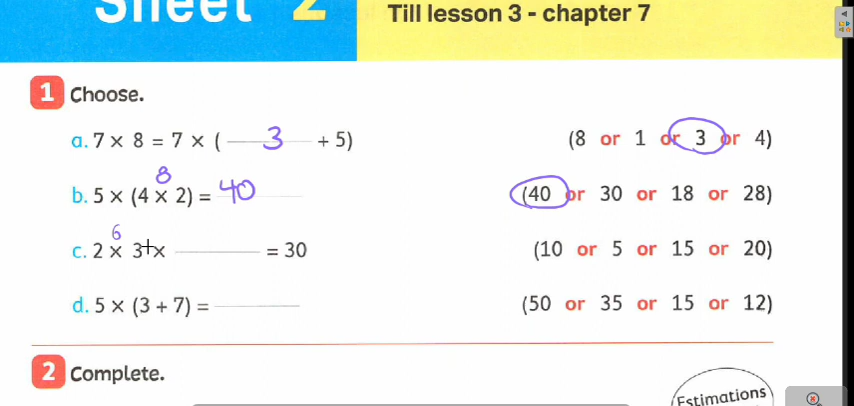 Sheet 2
Till lesson 3 - chapter 7
1 Choose.
a. 7 × 8 = 7 × ( 3 + 5) (8 or 1 or 3 or 4)
8
b. 5 × (4 × 2) = 40 (40 or 30 or 18 or 28)
6
c. 2 × 3 × ____ = 30 (10 or 5 or 15 or 20)
d. 5 × (3 + 7) = ____ (50 or 35 or 15 or 12)
2 Complete.
Estimations